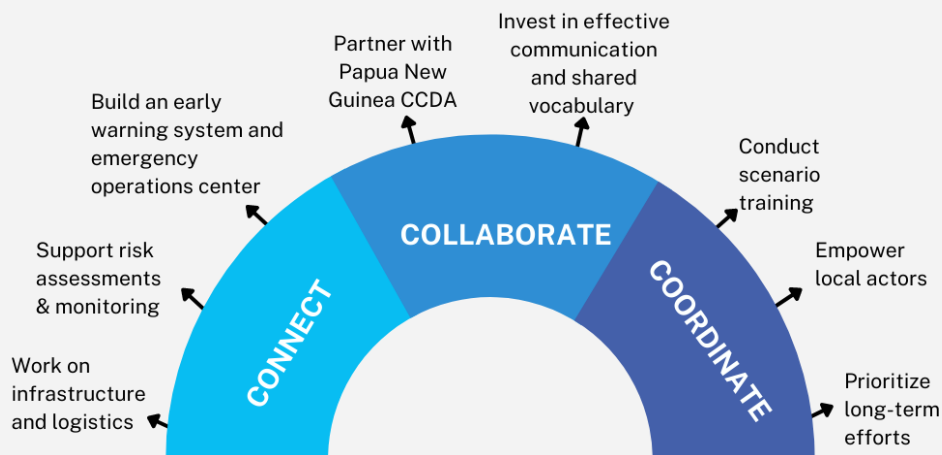 Invest in effective
communication
and shared
vocabulary
Partner with
Papua New
Guinea CCDA
Build an early
warning system and
emergency
operations center
Conduct
scenario
training
Support risk
assessments
& monitoring
Empower
local actors
Work on
infrastructure
and logistics
Prioritize
long-term
efforts
CONNECT
COLLABORATE
COORDINATE